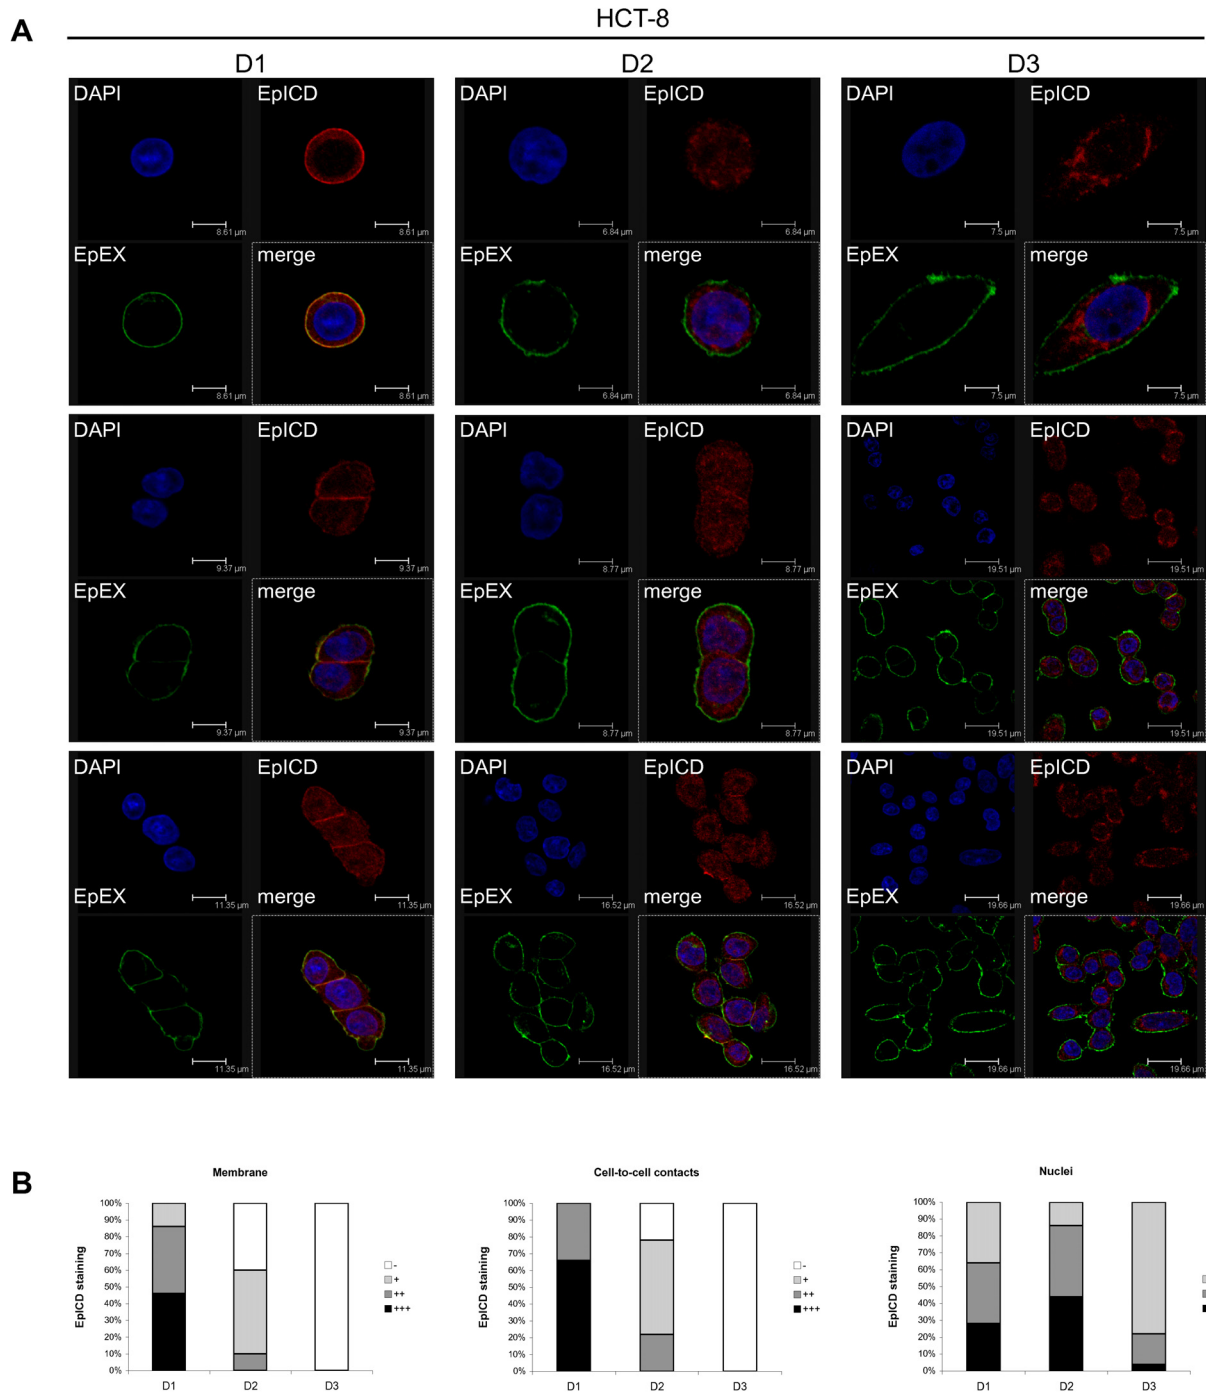 A
HCT-8
D1 D2 D3
DAPI EpICD DAPI EpICD DAPI EpICD
8.61 µm 8.61 µm 6.84 µm 6.84 µm 7.5 µm 7.5 µm
EpEX merge EpEX merge EpEX merge
8.61 µm 8.61 µm 6.84 µm 6.84 µm 7.5 µm 7.5 µm
DAPI EpICD DAPI EpICD DAPI EpICD
9.37 µm 9.37 µm 8.77 µm 8.77 µm 19.51 µm 19.51 µm
EpEX merge EpEX merge EpEX merge
9.37 µm 9.37 µm 8.77 µm 8.77 µm 19.51 µm 19.51 µm
DAPI EpICD DAPI EpICD DAPI EpICD
11.35 µm 11.35 µm 16.52 µm 16.52 µm 19.66 µm 19.66 µm
EpEX merge EpEX merge EpEX merge
11.35 µm 11.35 µm 16.52 µm 16.52 µm 19.66 µm 19.66 µm
B
Membrane
EpICD staining
100%
90%
80%
70%
60%
50%
40%
30%
20%
10%
0%
D1 D2 D3
-
+
++
+++
Cell-to-cell contacts
EpICD staining
100%
90%
80%
70%
60%
50%
40%
30%
20%
10%
0%
D1 D2 D3
-
+
++
+++
Nuclei
EpICD staining
100%
90%
80%
70%
60%
50%
40%
30%
20%
10%
0%
D1 D2 D3